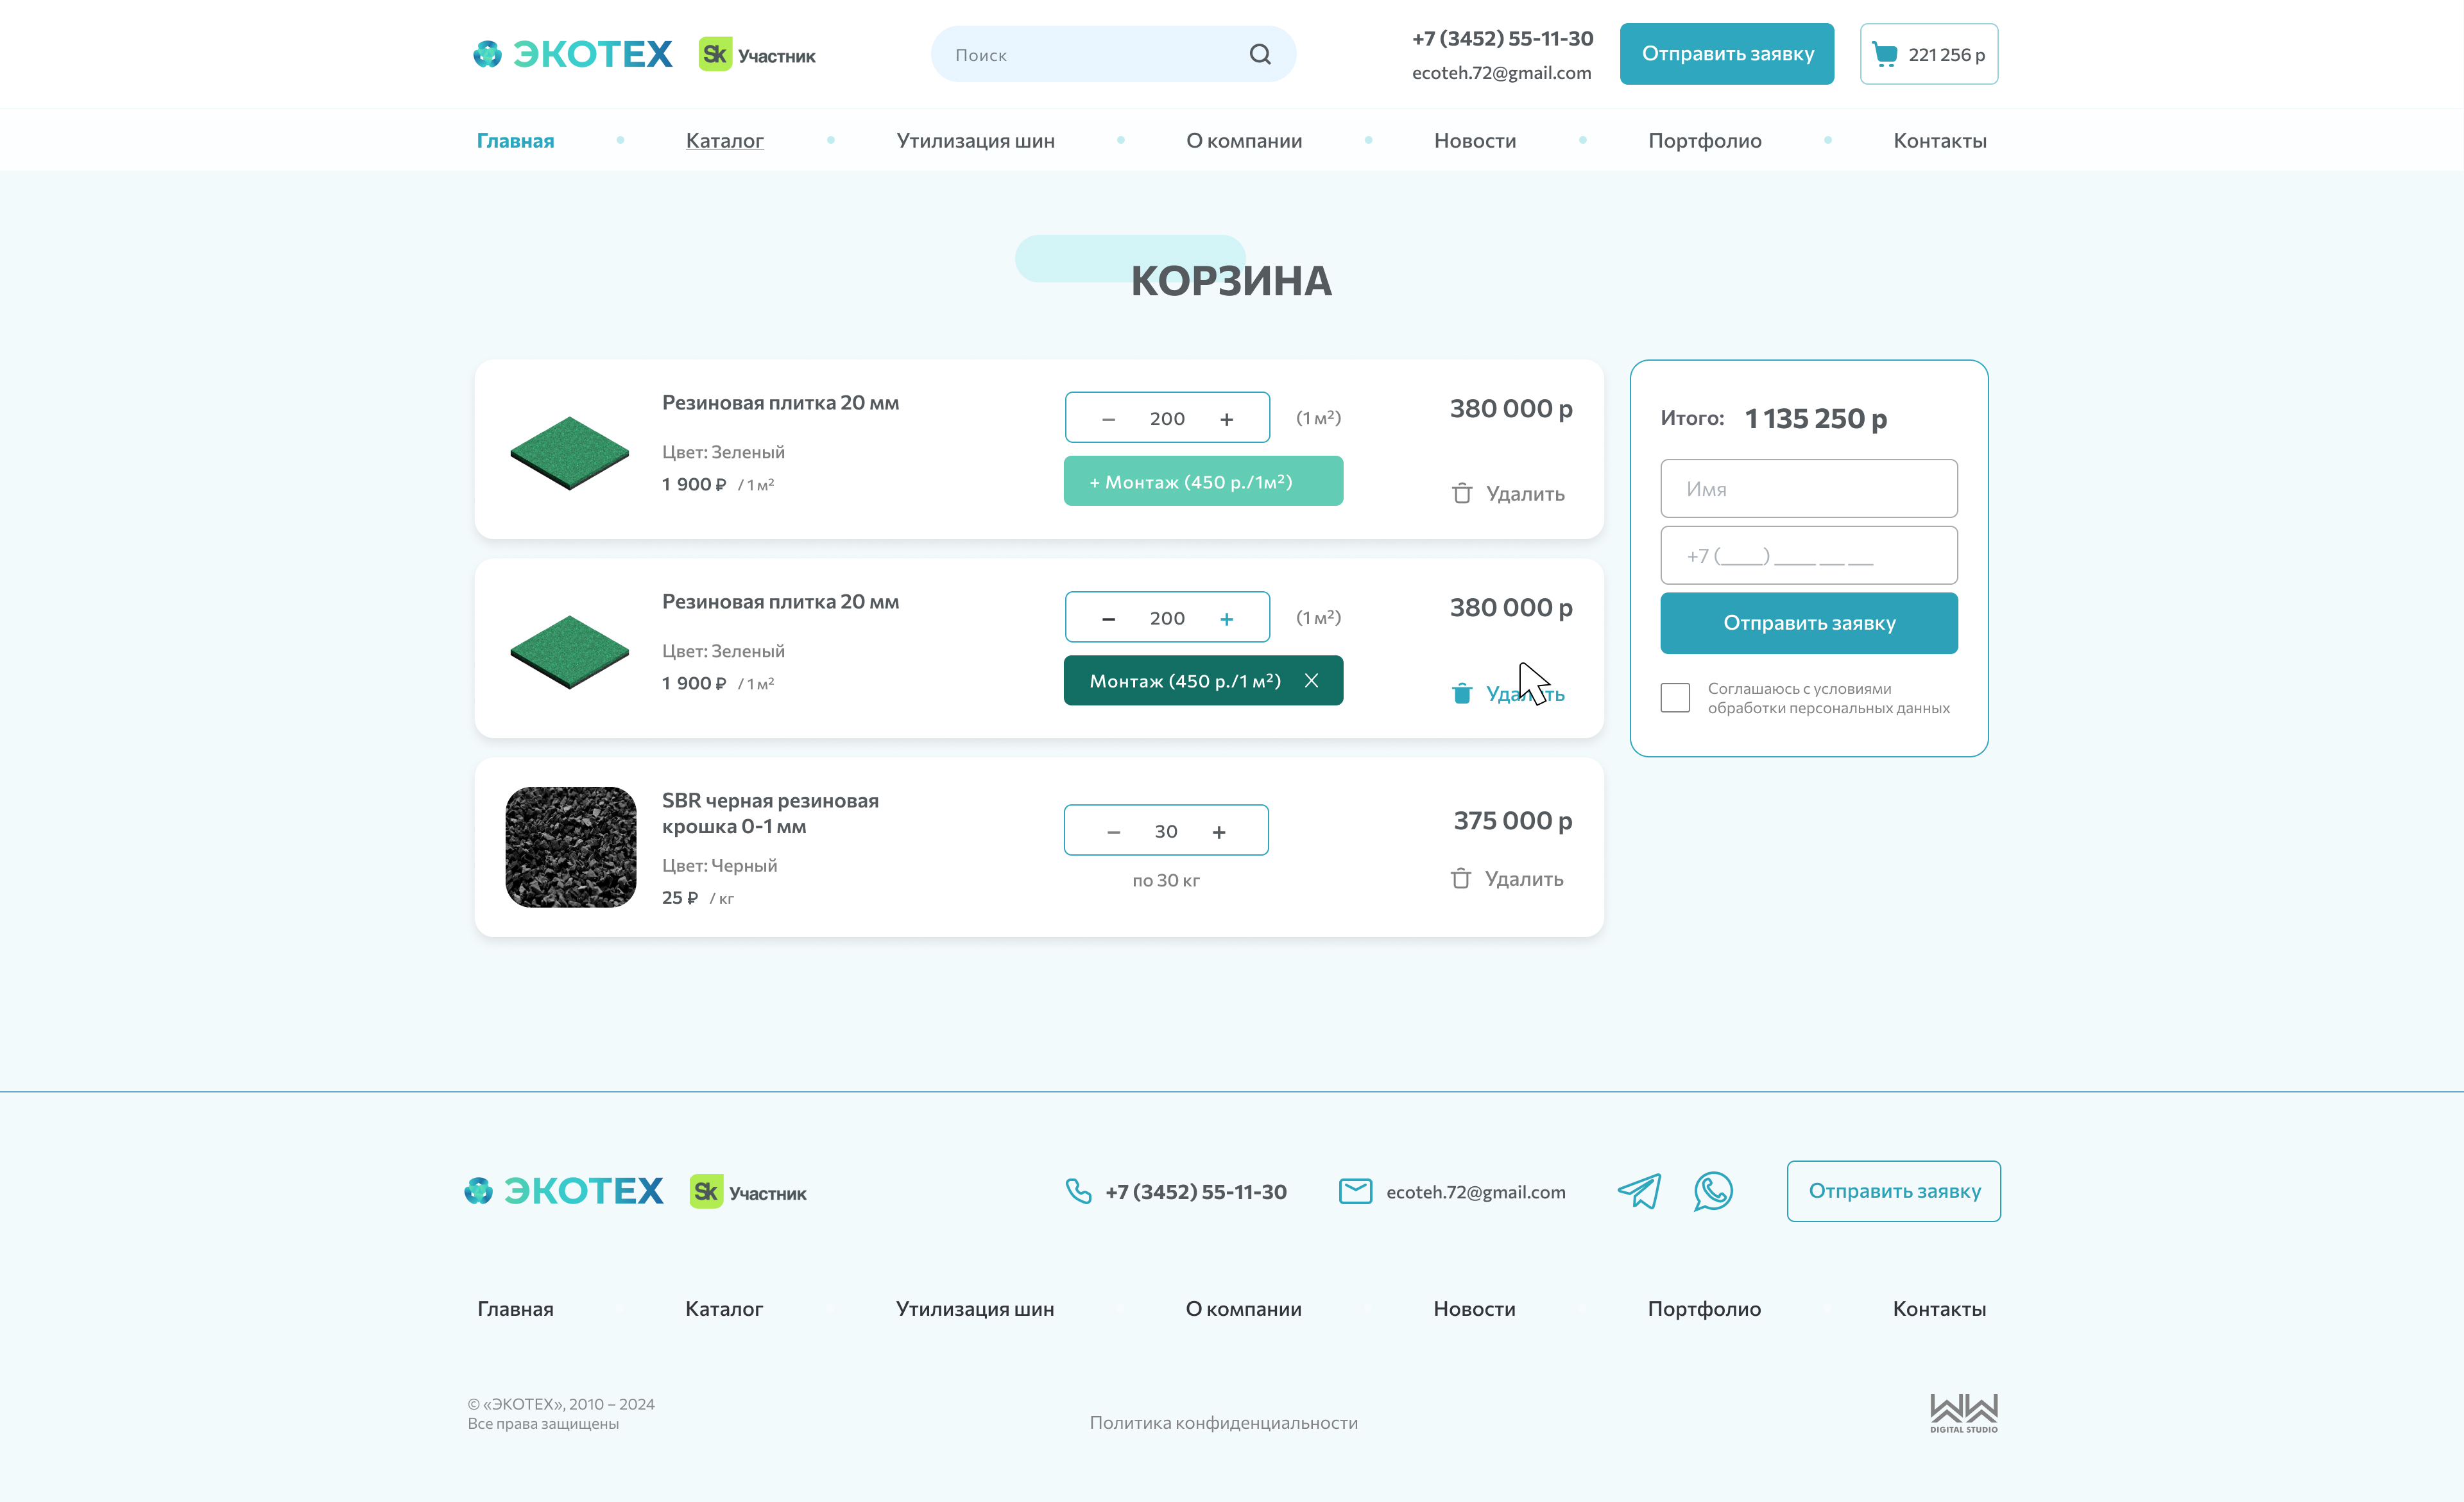 ЭКОТЕХ
Sk Участник
Поиск
+7 (3452) 55-11-30
ecoteh.72@gmail.com
Отправить заявку
221 256 р
Главная
Каталог
Утилизация шин
О компании
Новости
Портфолио
Контакты
КОРЗИНА
Резиновая плитка 20 мм
Цвет: Зеленый
1 900 ₽ / 1 м²
– 200 +
(1 м²)
+ Монтаж (450 р./1м²)
380 000 р
Удалить
Резиновая плитка 20 мм
Цвет: Зеленый
1 900 ₽ / 1 м²
– 200 +
(1 м²)
Монтаж (450 р./1 м²)
380 000 р
Удалить
SBR черная резиновая
крошка 0-1 мм
Цвет: Черный
25 ₽ / кг
– 30 +
по 30 кг
375 000 р
Удалить
Итого: 1 135 250 р
Имя
+7 (____) ____ __ __
Отправить заявку
Соглашаюсь с условиями
обработки персональных данных
ЭКОТЕХ
Sk Участник
+7 (3452) 55-11-30
ecoteh.72@gmail.com
Отправить заявку
Главная
Каталог
Утилизация шин
О компании
Новости
Портфолио
Контакты
© «ЭКОТЕХ», 2010 – 2024
Все права защищены
Политика конфиденциальности
DIGITAL STUDIO